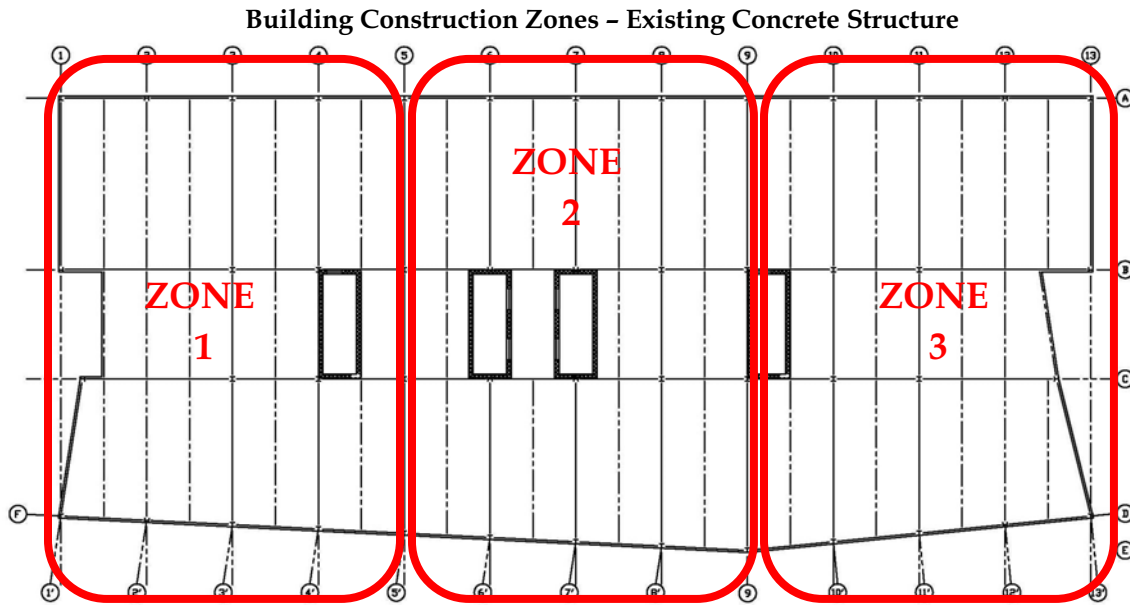 Building Construction Zones – Existing Concrete Structure
1 2 3 4 5 6 7 8 9 10 11 12 13
A
ZONE
2
B
ZONE
1
ZONE
3
C
F
D
E
1' 2' 3' 4' 5' 6' 7' 8' 9 10' 11' 12' 13'